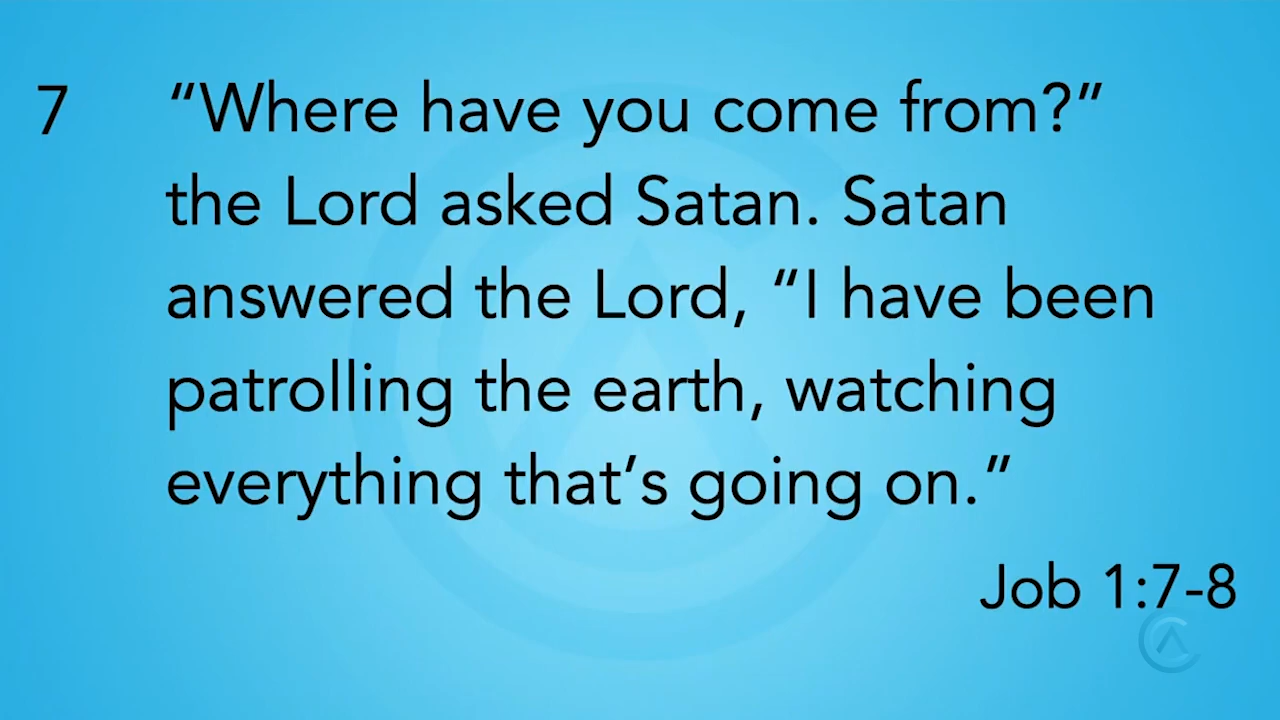 7 “Where have you come from?”
the Lord asked Satan. Satan
answered the Lord, “I have been
patrolling the earth, watching
everything that’s going on.”
Job 1:7-8